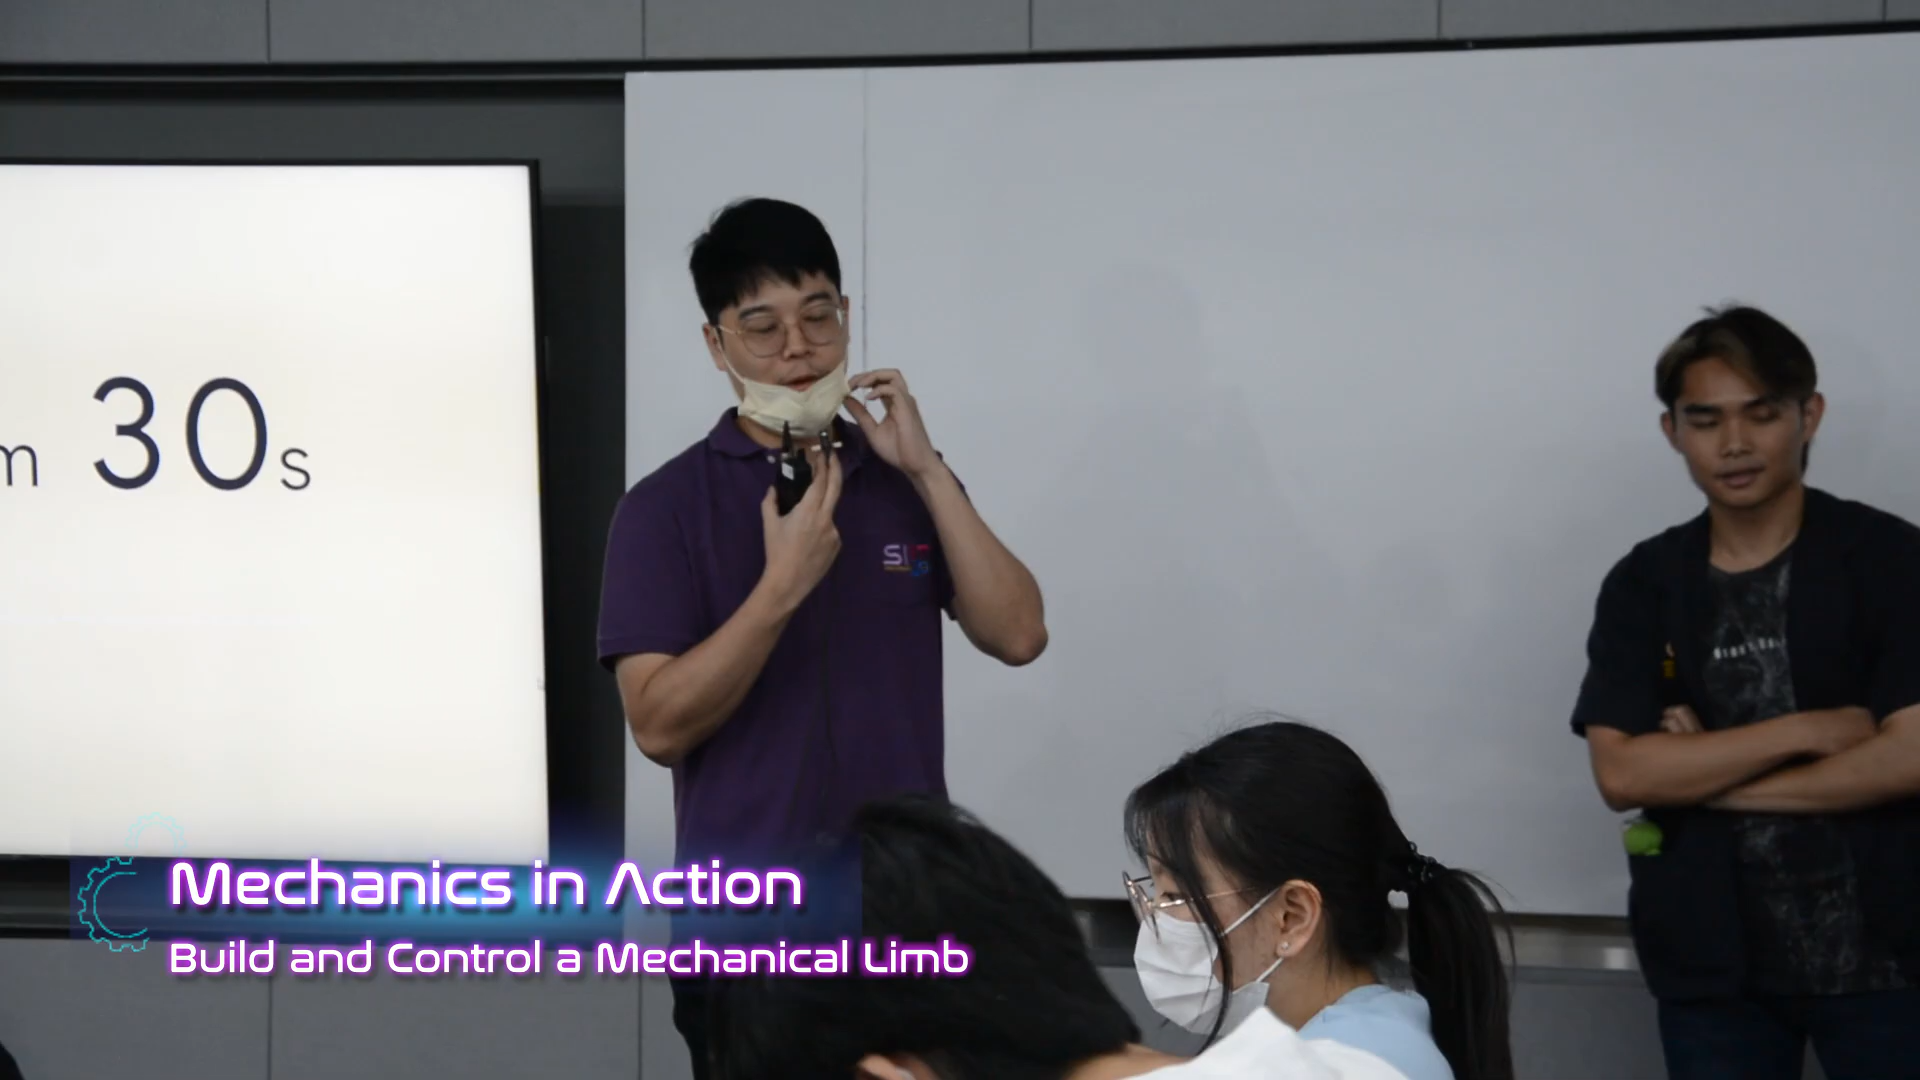 m 30s
Mechanics in Action
Build and Control a Mechanical Limb